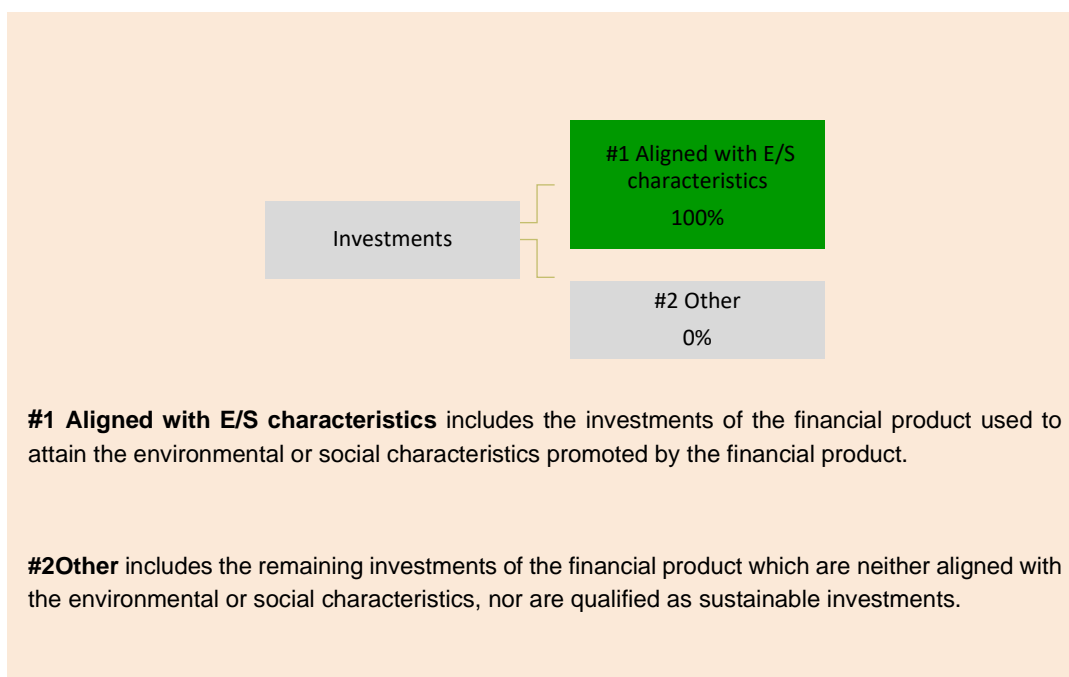 #1 Aligned with E/S
characteristics
100%
Investments
#2 Other
0%
#1 Aligned with E/S characteristics includes the investments of the financial product used to
attain the environmental or social characteristics promoted by the financial product.
#2Other includes the remaining investments of the financial product which are neither aligned with
the environmental or social characteristics, nor are qualified as sustainable investments.